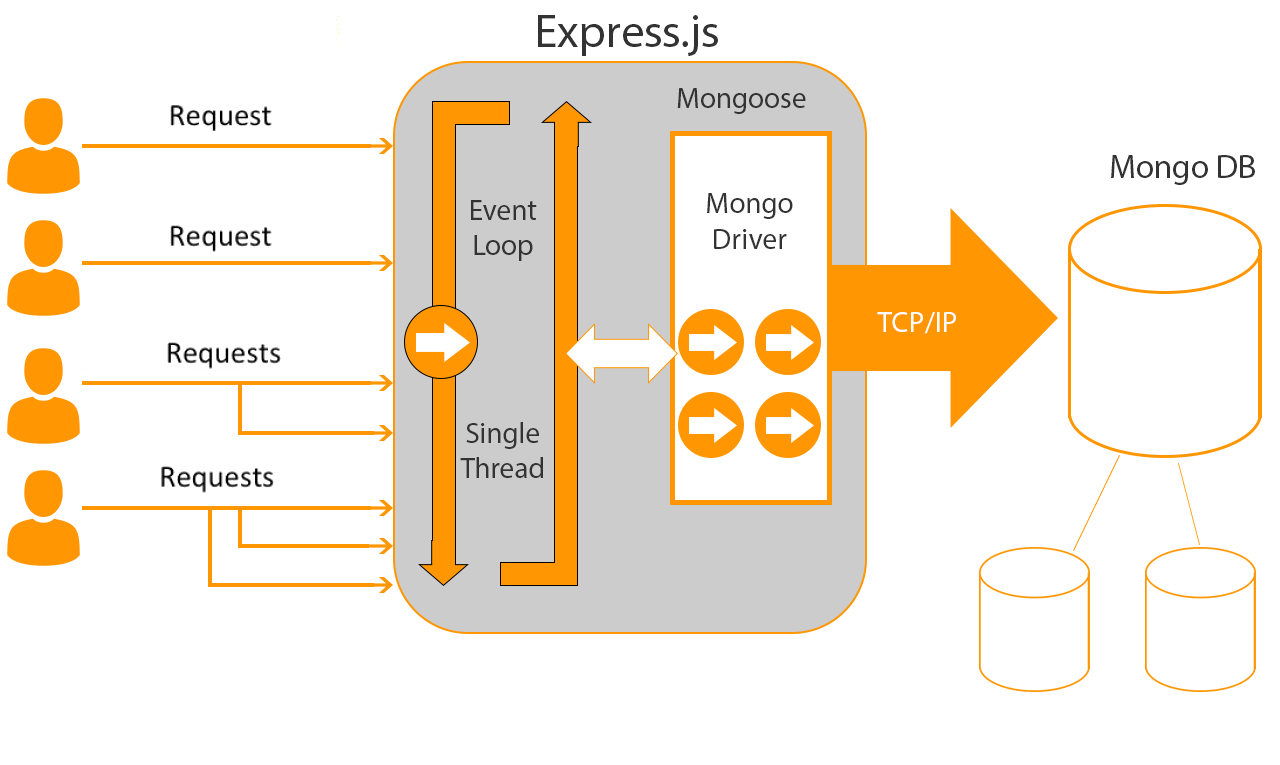 Express.js
Request
Request
Requests
Requests
Event
Loop
Single
Thread
Mongoose
Mongo
Driver
TCP/IP
Mongo DB